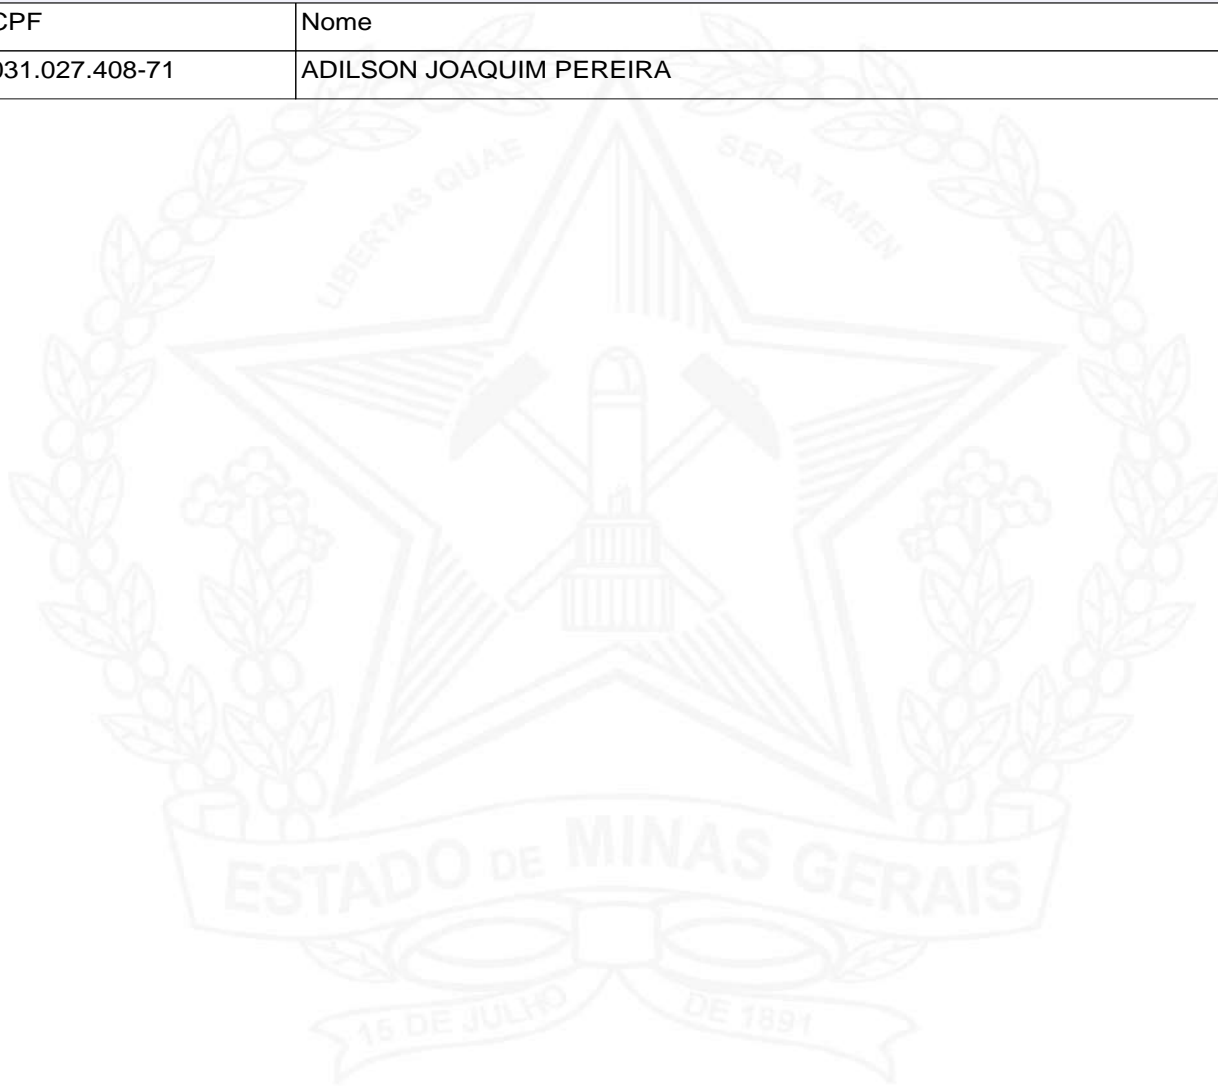 CPF Nome
031.027.408-71 ADILSON JOAQUIM PEREIRA
LIBERTAS QUAE SERA TAMEN
ESTADO DE MINAS GERAIS
15 DE JULHO DE 1891